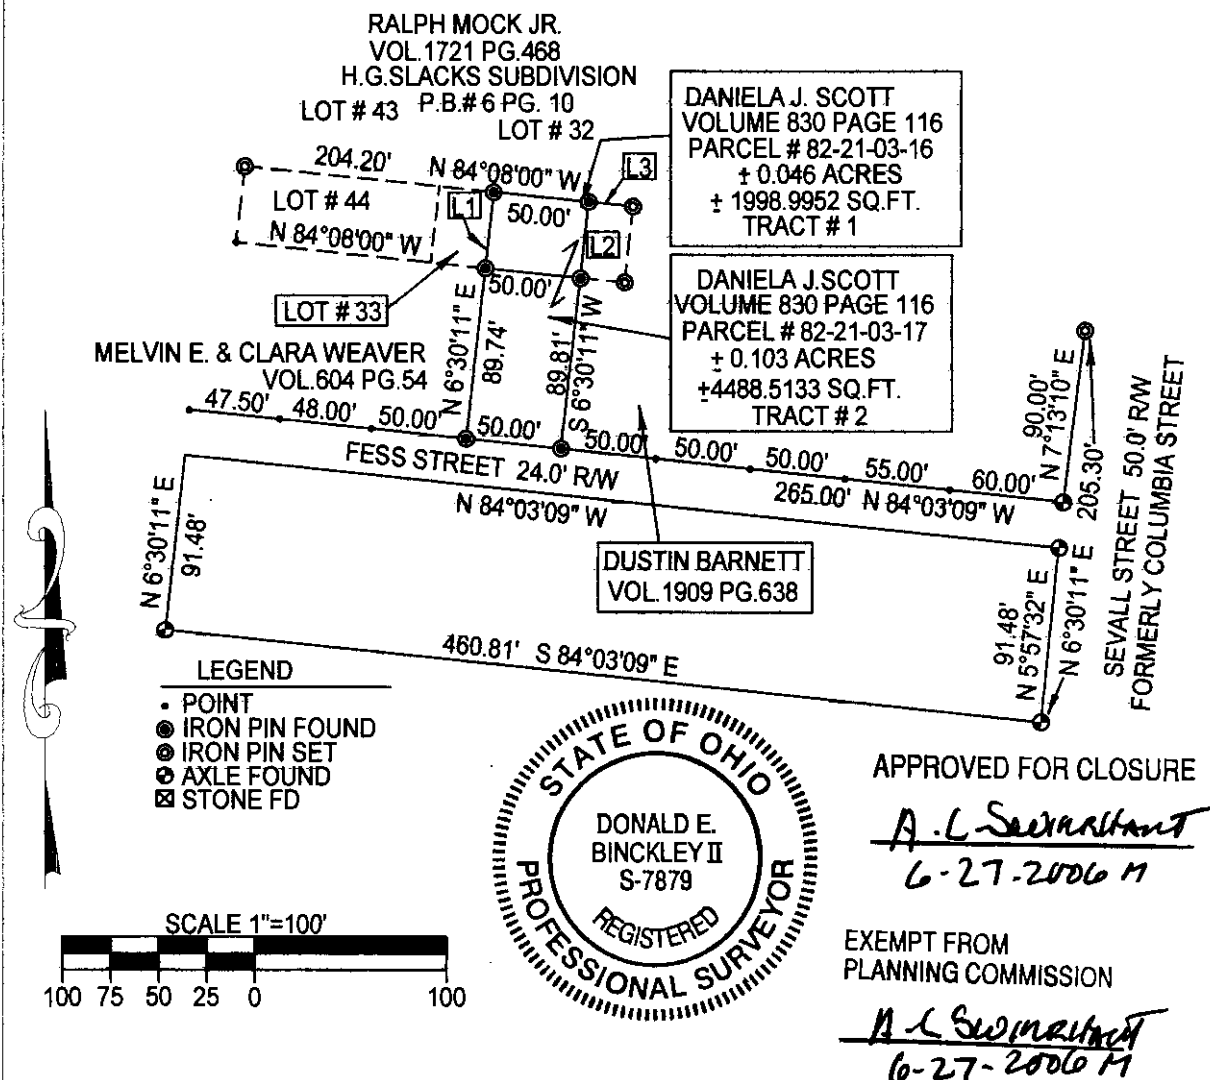 RALPH MOCK JR.
VOL.1721 PG.468
H.G.SLACKS SUBDIVISION
LOT # 43 P.B.# 6 PG. 10
LOT # 32
DANIELA J. SCOTT
VOLUME 830 PAGE 116
PARCEL # 82-21-03-16
± 0.046 ACRES
± 1998.9952 SQ.FT.
TRACT # 1
204.20'
N 84°08'00" W
L3
LOT # 44
L1
50.00'
N 84°08'00" W
L2
50.00'
LOT # 33
DANIELA J.SCOTT
VOLUME 830 PAGE 116
PARCEL # 82-21-03-17
± 0.103 ACRES
±4488.5133 SQ.FT.
TRACT # 2
MELVIN E. & CLARA WEAVER
VOL.604 PG.54
N 6°30'11" E
89.74'
89.81'
S 6°30'11" W
47.50' 48.00' 50.00' 50.00' 50.00' 50.00' 50.00' 55.00' 60.00'
90.00'
N 7°13'10" E
205.30'
SEVALL STREET 50.0' R/W
FORMERLY COLUMBIA STREET
FESS STREET 24.0' R/W
265.00' N 84°03'09" W
N 84°03'09" W
N 6°30'11" E
91.48'
DUSTIN BARNETT
VOL.1909 PG.638
91.48'
N 5°57'32" E
N 6°30'11" E
460.81' S 84°03'09" E
LEGEND
POINT
IRON PIN FOUND
IRON PIN SET
AXLE FOUND
STONE FD
STATE OF OHIO
DONALD E.
BINCKLEY II
S-7879
REGISTERED
PROFESSIONAL SURVEYOR
APPROVED FOR CLOSURE
6-27-2006
SCALE 1"=100'
100 75 50 25 0 100
EXEMPT FROM
PLANNING COMMISSION
6-27-2006